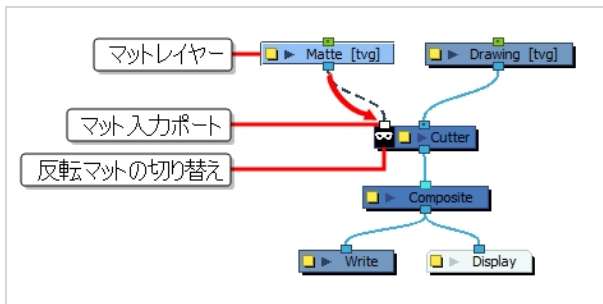 マットレイヤー
Matte [tvg]
Drawing [tvg]
マット入力ポート
Cutter
反転マットの切り替え
Composite
Write
Display